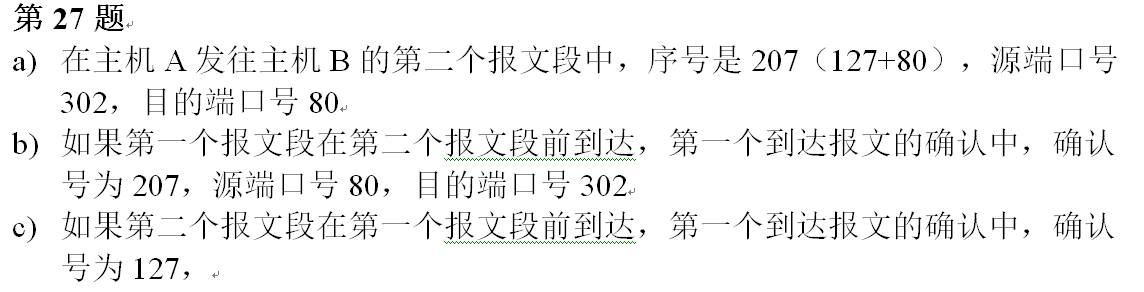 第 27 题
a) 在主机 A 发往主机 B 的第二个报文段中，序号是 207（127+80），源端口号
302，目的端口号 80
b) 如果第一个报文段在第二个报文段前到达，第一个到达报文的确认中，确认
号为 207，源端口号 80，目的端口号 302
c) 如果第二个报文段在第一个报文段前到达，第一个到达报文的确认中，确认
号为 127，